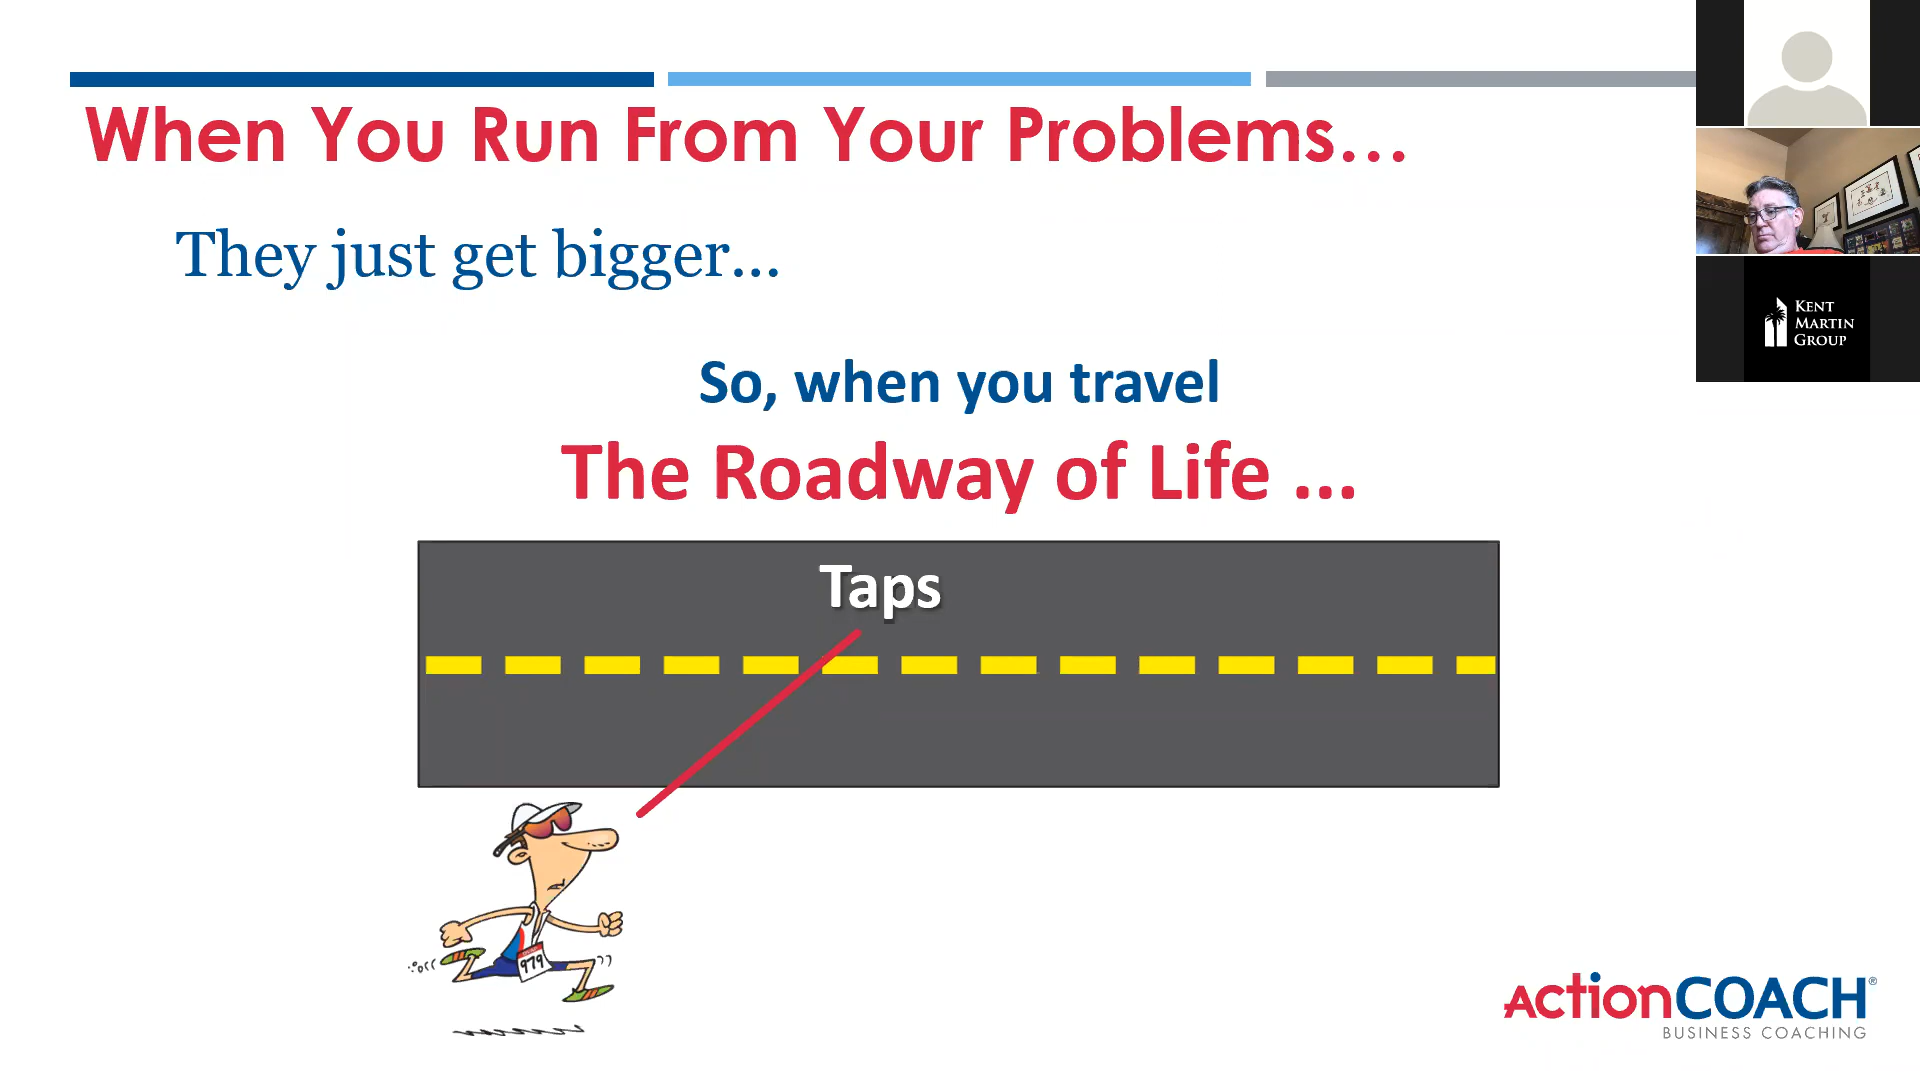 When You Run From Your Problems...
They just get bigger...
So, when you travel
The Roadway of Life ...
Taps
979
KENT
MARTIN
GROUP
ActionCOACH®
BUSINESS COACHING